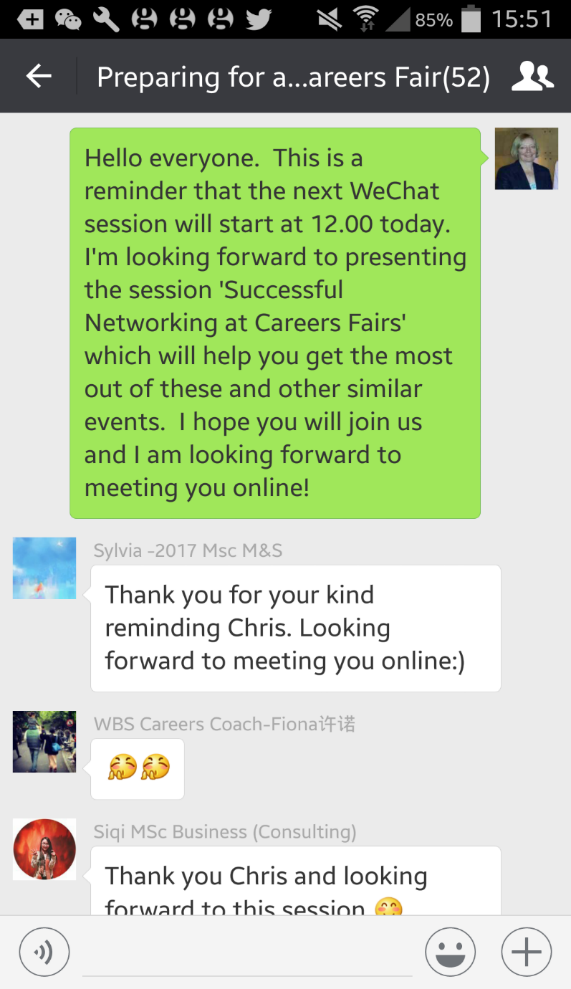 85% 15:51
Preparing for a...areers Fair(52)
Hello everyone.  This is a
reminder that the next WeChat
session will start at 12.00 today.
I'm looking forward to presenting
the session 'Successful
Networking at Careers Fairs'
which will help you get the most
out of these and other similar
events.  I hope you will join us
and I am looking forward to
meeting you online!
Sylvia -2017 Msc M&S
Thank you for your kind
reminding Chris. Looking
forward to meeting you online:)
WBS Careers Coach-Fiona许诺
Siqi MSc Business (Consulting)
Thank you Chris and looking
forward to this session